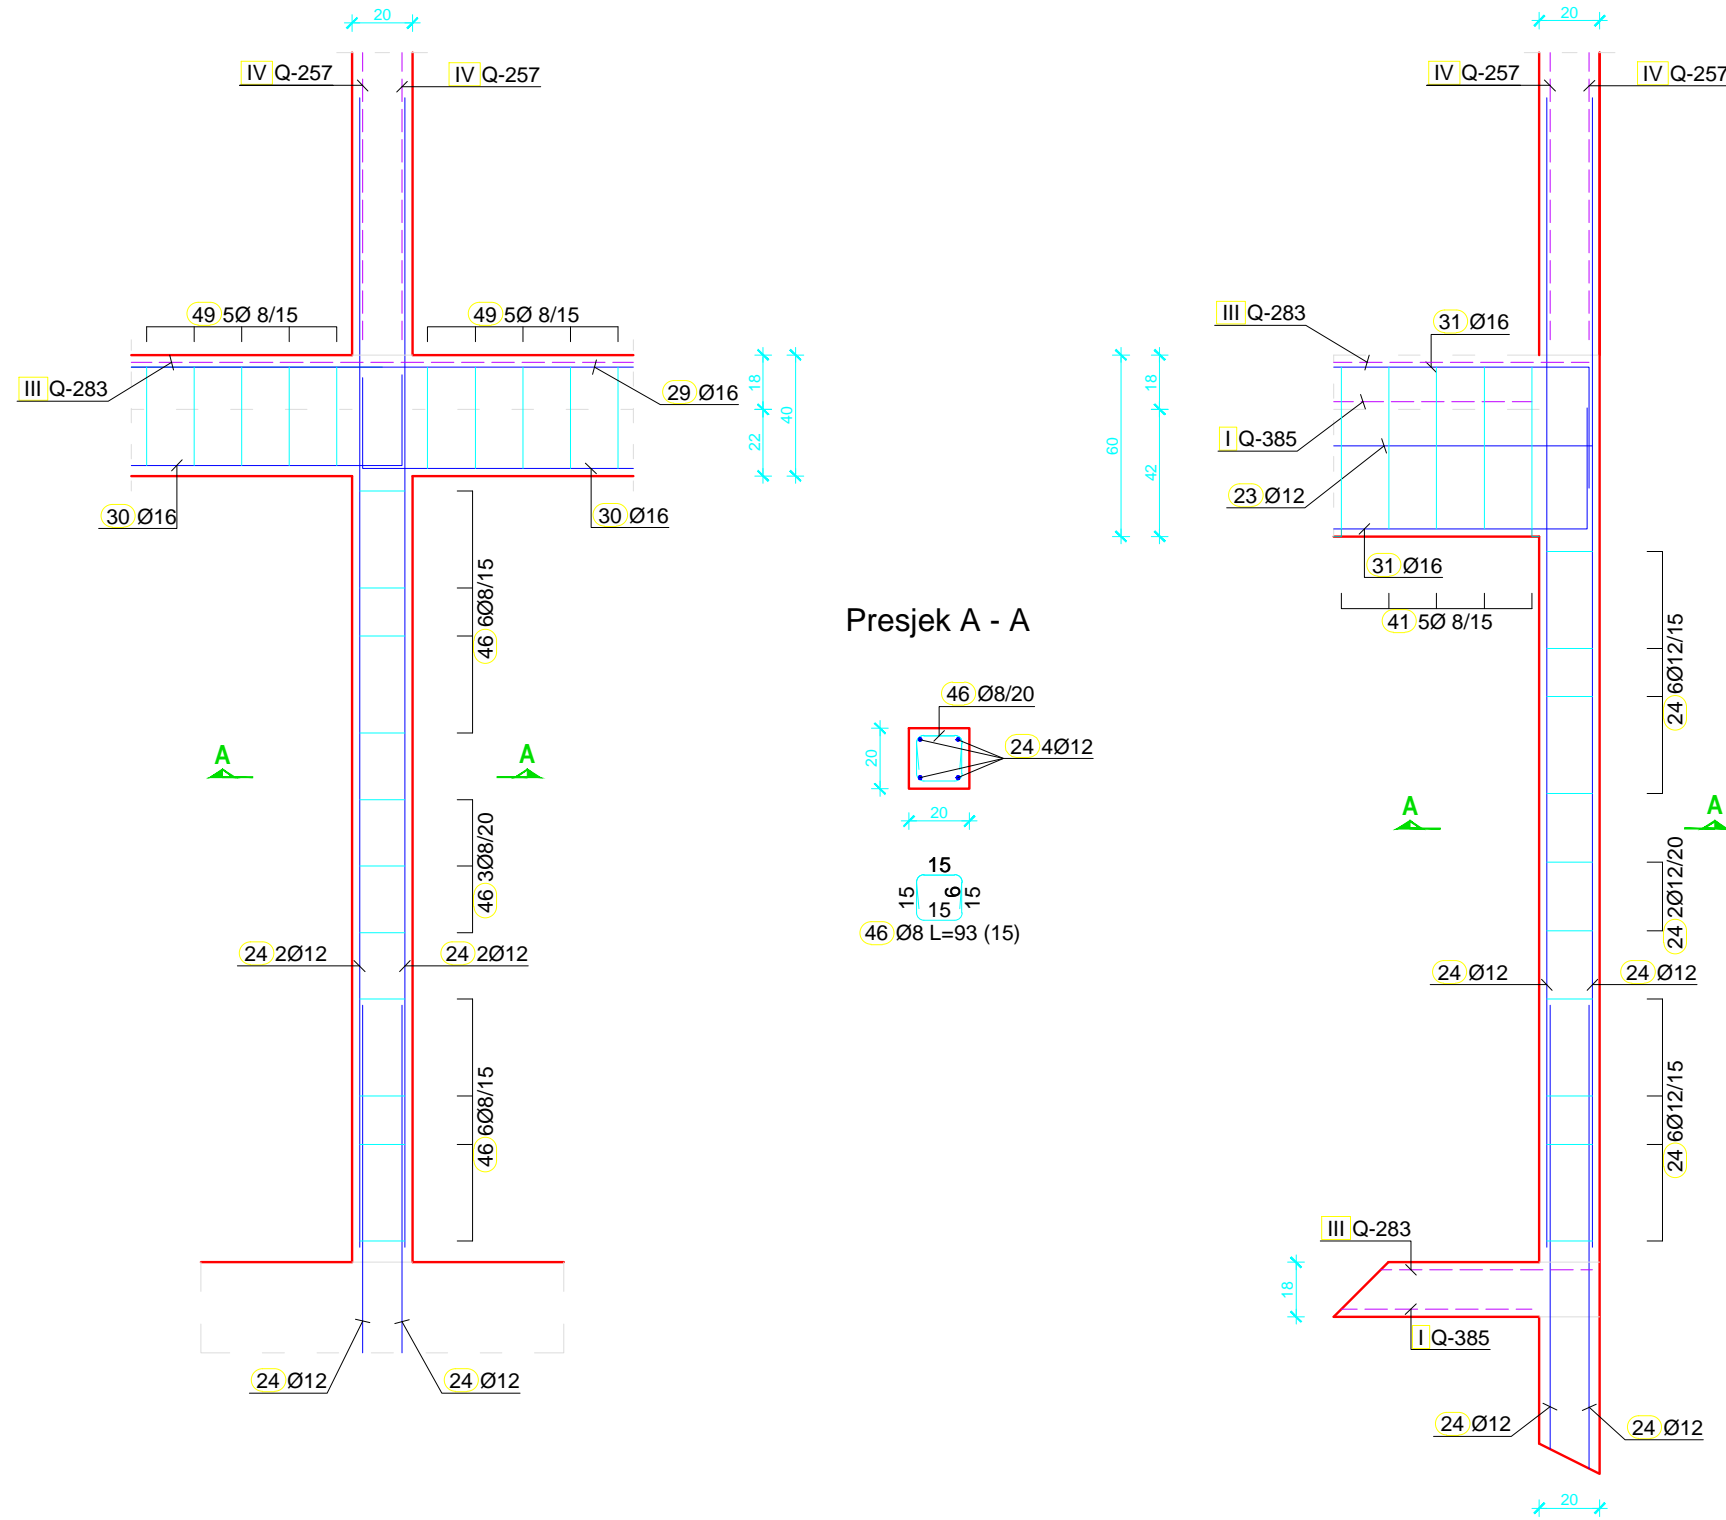 20
IV Q-257
IV Q-257
49 5Ø 8/15
49 5Ø 8/15
III Q-283
29 Ø16
18
22
40
30 Ø16
30 Ø16
46 6Ø8/15
A
A
46 3Ø8/20
24 2Ø12
24 2Ø12
46 6Ø8/15
24 Ø12
24 Ø12
Presjek A - A
46 Ø8/20
24 4Ø12
20
20
15
15
6
15
15
46 Ø8 L=93 (15)
20
IV Q-257
IV Q-257
III Q-283
31 Ø16
60
18
42
I Q-385
23 Ø12
31 Ø16
41 5Ø 8/15
24 6Ø12/15
A
A
24 2Ø12/20
24 Ø12
24 Ø12
24 6Ø12/15
III Q-283
18
I Q-385
24 Ø12
24 Ø12
20